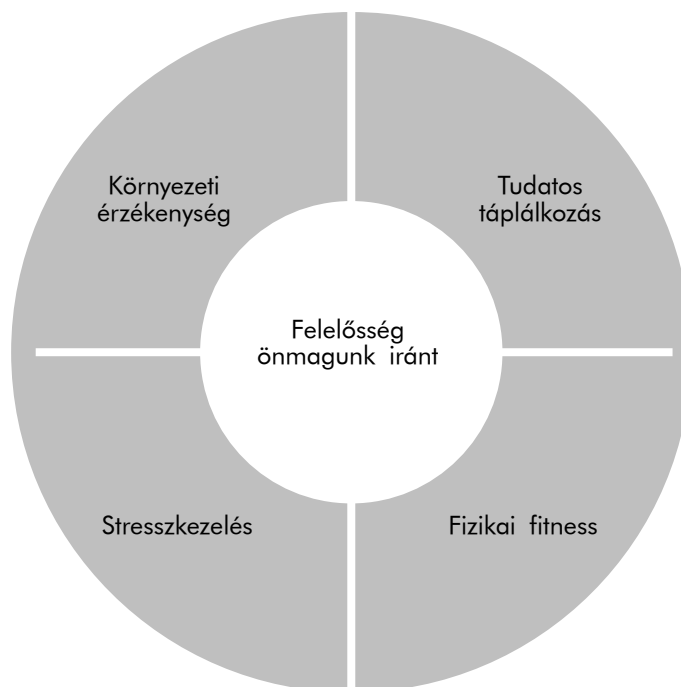 Környezeti
érzékenység
Tudatos
táplálkozás
Felelősség
önmagunk iránt
Stresszkezelés
Fizikai fitness